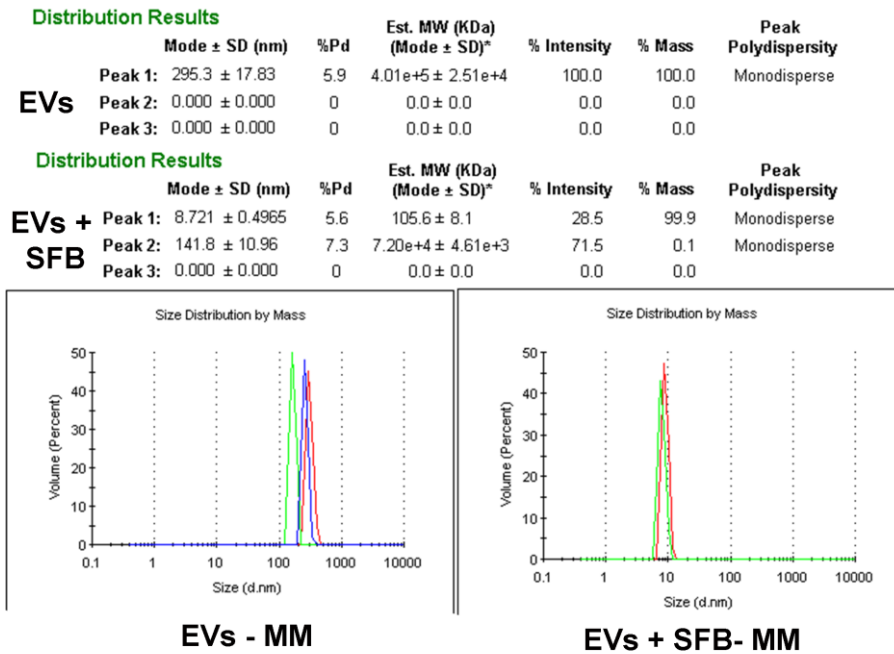 Distribution Results
Mode ± SD (nm) %Pd Est. MW (KDa) (Mode ± SD)* % Intensity % Mass Peak Polydispersity
EVs
Peak 1: 295.3 ± 17.83 5.9 4.01e+5 ± 2.51e+4 100.0 100.0 Monodisperse
Peak 2: 0.000 ± 0.000 0 0.0 ± 0.0 0.0 0.0
Peak 3: 0.000 ± 0.000 0 0.0 ± 0.0 0.0 0.0
Distribution Results
Mode ± SD (nm) %Pd Est. MW (KDa) (Mode ± SD)* % Intensity % Mass Peak Polydispersity
EVs + SFB
Peak 1: 8.721 ± 0.4965 5.6 105.6 ± 8.1 28.5 99.9 Monodisperse
Peak 2: 141.8 ± 10.96 7.3 7.20e+4 ± 4.61e+3 71.5 0.1 Monodisperse
Peak 3: 0.000 ± 0.000 0 0.0 ± 0.0 0.0 0.0
Size Distribution by Mass
Volume (Percent)
50
40
30
20
10
0
0.1 1 10 100 1000 10000
Size (d.nm)
EVs - MM
Size Distribution by Mass
Volume (Percent)
50
40
30
20
10
0
0.1 1 10 100 1000 10000
Size (d.nm)
EVs + SFB- MM